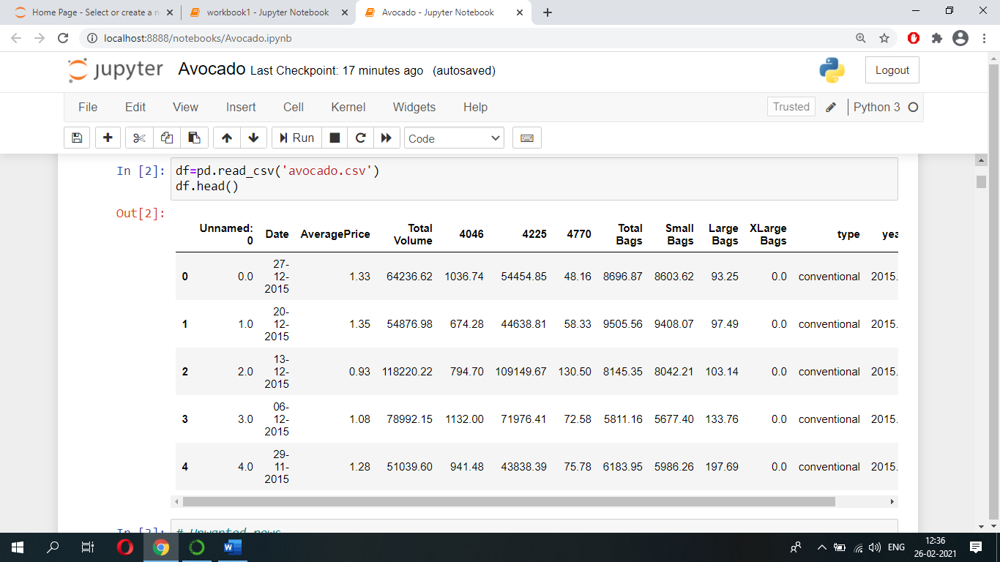 Home Page - Select or create a n
workbook1 - Jupyter Notebook
Avocado - Jupyter Notebook
localhost:8888/notebooks/Avocado.ipynb
jupyter Avocado Last Checkpoint: 17 minutes ago (autosaved)
Logout
File Edit View Insert Cell Kernel Widgets Help Trusted Python 3
Run Code
In [2]: df=pd.read_csv('avocado.csv')
df.head()
Out[2]:
Unnamed: 0 Date AveragePrice Total Volume 4046 4225 4770 Total Bags Small Bags Large Bags XLarge Bags type yea
0 0.0 27-12-2015 1.33 64236.62 1036.74 54454.85 48.16 8696.87 8603.62 93.25 0.0 conventional 2015.
1 1.0 20-12-2015 1.35 54876.98 674.28 44638.81 58.33 9505.56 9408.07 97.49 0.0 conventional 2015.
2 2.0 13-12-2015 0.93 118220.22 794.70 109149.67 130.50 8145.35 8042.21 103.14 0.0 conventional 2015.
3 3.0 06-12-2015 1.08 78992.15 1132.00 71976.41 72.58 5811.16 5677.40 133.76 0.0 conventional 2015.
4 4.0 29-11-2015 1.28 51039.60 941.48 43838.39 75.78 6183.95 5986.26 197.69 0.0 conventional 2015.
In [3]: # Unwanted rows
ENG
12:36
26-02-2021